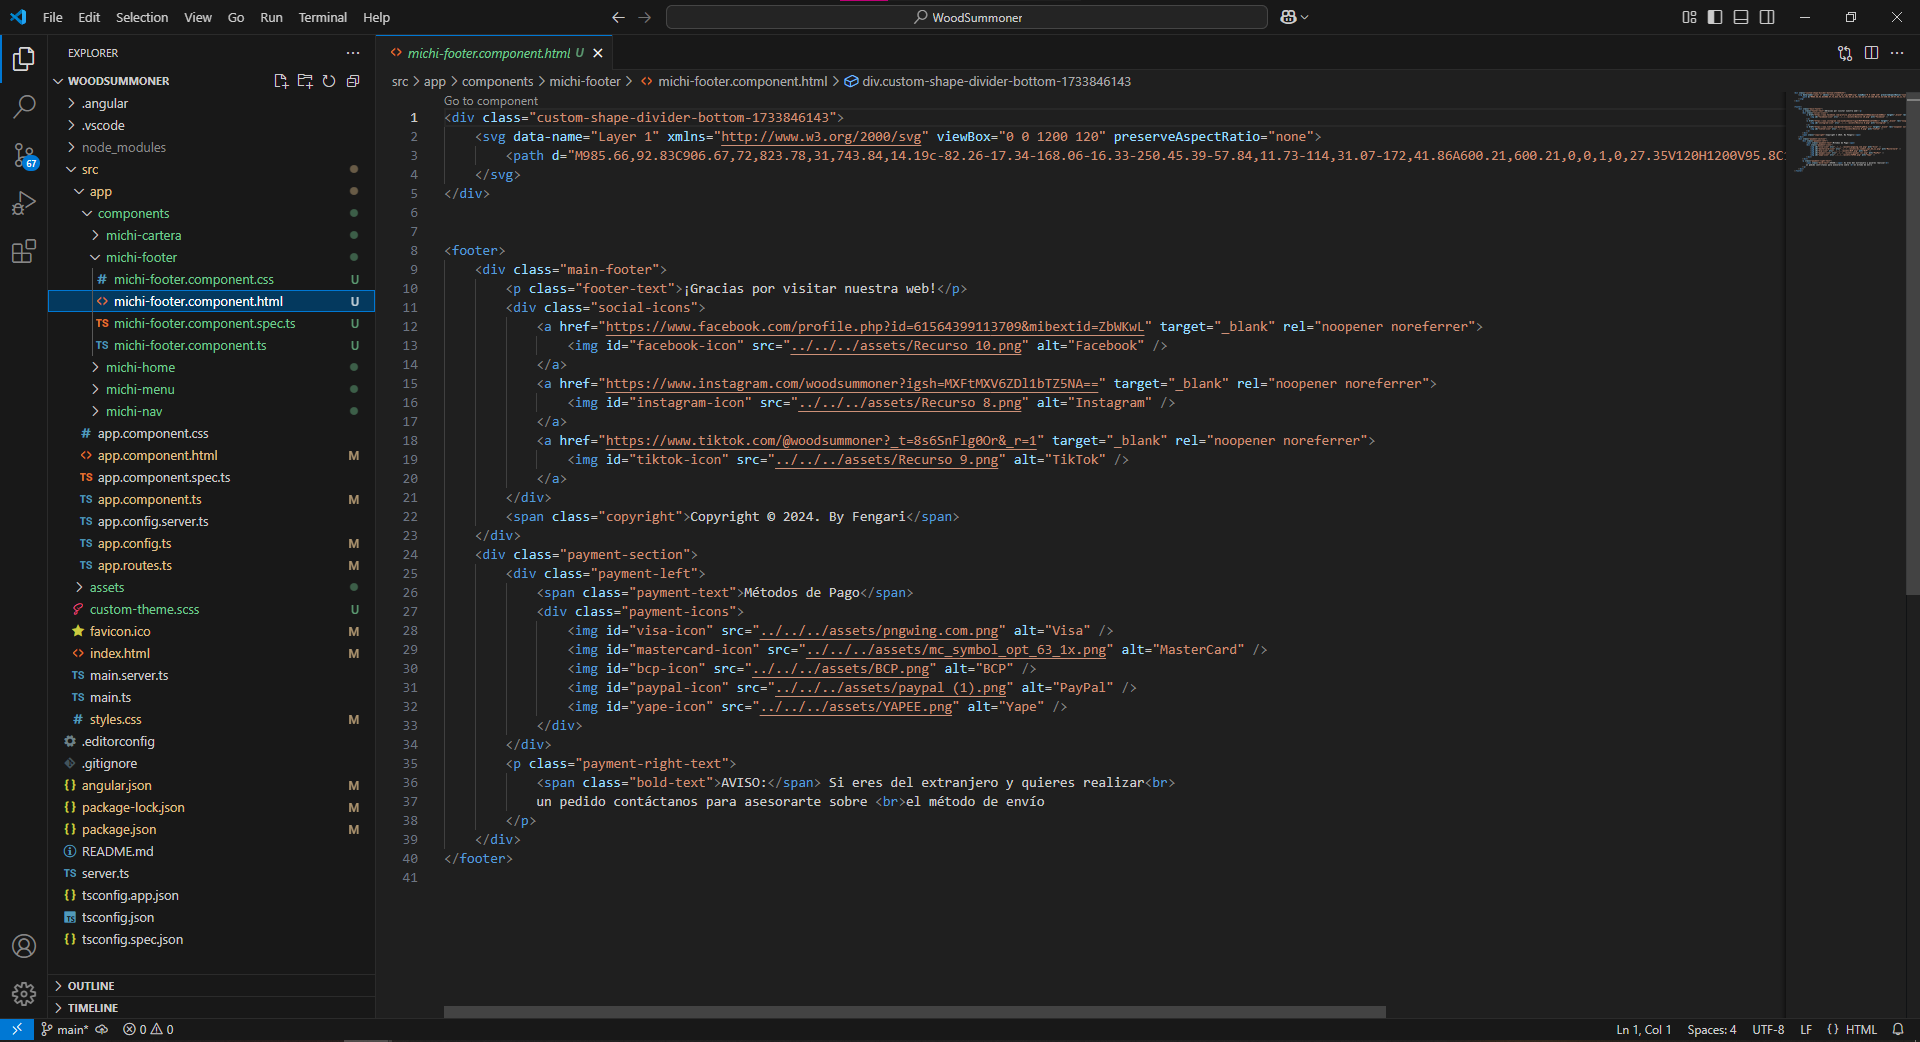 File Edit Selection View Go Run Terminal Help
WoodSummoner
EXPLORER
WOODSUMMONER
.angular
.vscode
node_modules
67
src
app
components
michi-cartera
michi-footer
# michi-footer.component.css U
<> michi-footer.component.html U
TS michi-footer.component.spec.ts U
TS michi-footer.component.ts U
michi-home
michi-menu
michi-nav
# app.component.css
<> app.component.html M
TS app.component.spec.ts
TS app.component.ts M
TS app.config.server.ts
TS app.config.ts M
TS app.routes.ts M
assets
custom-theme.scss U
favicon.ico M
<> index.html M
TS main.server.ts
TS main.ts
# styles.css M
.editorconfig
.gitignore
{} angular.json M
{} package-lock.json M
{} package.json M
README.md
TS server.ts
{} tsconfig.app.json
TS tsconfig.json
{} tsconfig.spec.json
OUTLINE
TIMELINE
<> michi-footer.component.html U
src > app > components > michi-footer > <> michi-footer.component.html > div.custom-shape-divider-bottom-1733846143
Go to component
1 <div class="custom-shape-divider-bottom-1733846143">
2 <svg data-name="Layer 1" xmlns="http://www.w3.org/2000/svg" viewBox="0 0 1200 120" preserveAspectRatio="none">
3 <path d="M985.66,92.83C906.67,72,823.78,31,743.84,14.19c-82.26-17.34-168.06-16.33-250.45.39-57.84,11.73-114,31.07-172,41.86A600.21,600.21,0,0,1,0,27.35V120H1200V95.8C1
4 </svg>
5 </div>
6
7
8 <footer>
9 <div class="main-footer">
10 <p class="footer-text">¡Gracias por visitar nuestra web!</p>
11 <div class="social-icons">
12 <a href="https://www.facebook.com/profile.php?id=61564399113709&mibextid=ZbWKwL" target="_blank" rel="noopener noreferrer">
13 <img id="facebook-icon" src="../../../assets/Recurso 10.png" alt="Facebook" />
14 </a>
15 <a href="https://www.instagram.com/woodsummoner?igsh=MXFtMXV6ZDl1bTZ5NA==" target="_blank" rel="noopener noreferrer">
16 <img id="instagram-icon" src="../../../assets/Recurso 8.png" alt="Instagram" />
17 </a>
18 <a href="https://www.tiktok.com/@woodsummoner?_t=8s6SnFlg0Or&_r=1" target="_blank" rel="noopener noreferrer">
19 <img id="tiktok-icon" src="../../../assets/Recurso 9.png" alt="TikTok" />
20 </a>
21 </div>
22 <span class="copyright">Copyright © 2024. By Fengari</span>
23 </div>
24 <div class="payment-section">
25 <div class="payment-left">
26 <span class="payment-text">Métodos de Pago</span>
27 <div class="payment-icons">
28 <img id="visa-icon" src="../../../assets/pngwing.com.png" alt="Visa" />
29 <img id="mastercard-icon" src="../../../assets/mc_symbol_opt_63_1x.png" alt="MasterCard" />
30 <img id="bcp-icon" src="../../../assets/BCP.png" alt="BCP" />
31 <img id="paypal-icon" src="../../../assets/paypal (1).png" alt="PayPal" />
32 <img id="yape-icon" src="../../../assets/YAPEE.png" alt="Yape" />
33 </div>
34 </div>
35 <p class="payment-right-text">
36 <span class="bold-text">AVISO:</span> Si eres del extranjero y quieres realizar<br>
37 un pedido contáctanos para asesorarte sobre <br>el método de envío
38 </p>
39 </div>
40 </footer>
41
main* 0 0 Ln 1, Col 1 Spaces: 4 UTF-8 LF {} HTML